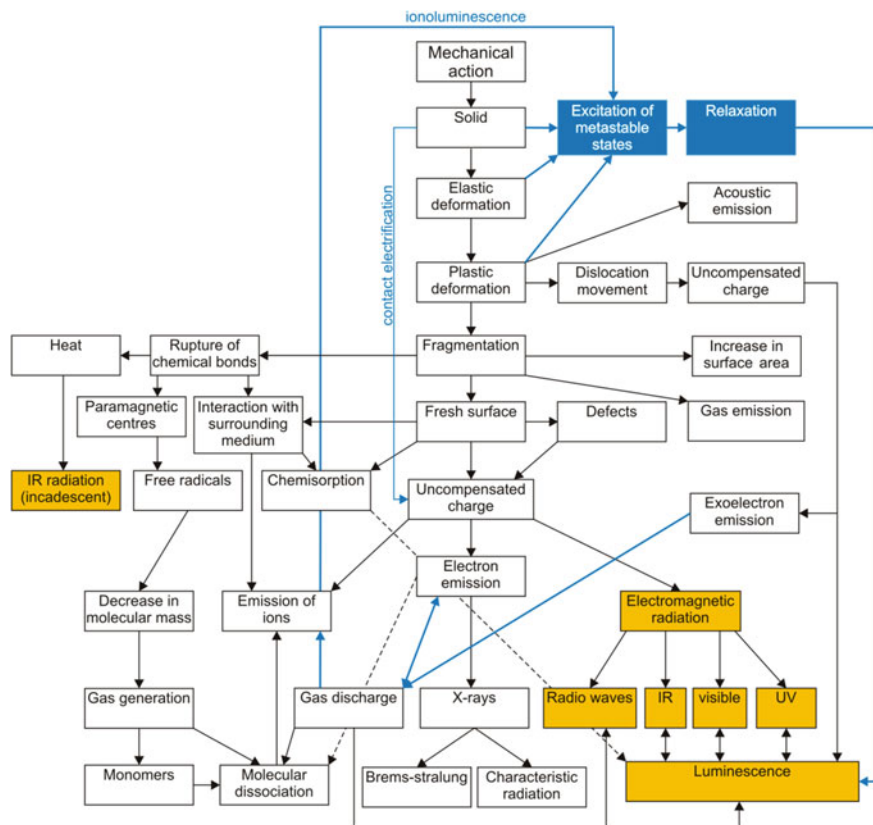 ionoluminescence
Mechanical
action
Solid
Excitation of
metastable
states
Relaxation
contact electrification
Elastic
deformation
Acoustic
emission
Plastic
deformation
Dislocation
movement
Uncompensated
charge
Heat
Rupture of
chemical bonds
Fragmentation
Increase in
surface area
Paramagnetic
centres
Interaction with
surrounding
medium
Fresh surface
Defects
Gas emission
IR radiation
(incadescent)
Free radicals
Chemisorption
Uncompensated
charge
Exoelectron
emission
Electron
emission
Decrease in
molecular mass
Emission of
ions
Electromagnetic
radiation
Gas generation
Gas discharge
X-rays
Radio waves
IR
visible
UV
Monomers
Molecular
dissociation
Brems-stralung
Characteristic
radiation
Luminescence